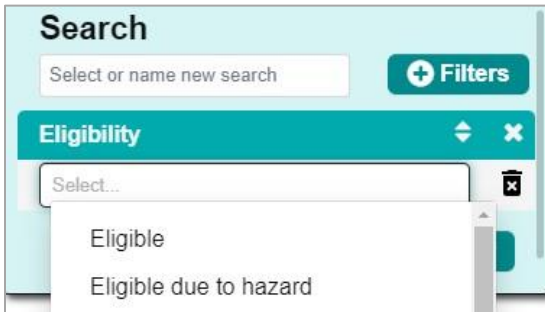 Search
Select or name new search
Filters
Eligibility
Select...
Eligible
Eligible due to hazard